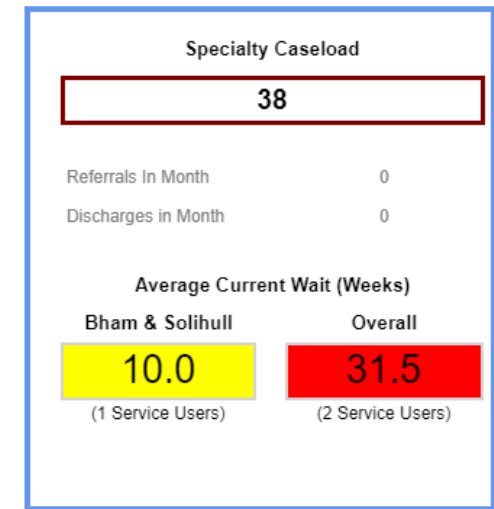 Specialty Caseload
38
Referrals In Month 0
Discharges in Month 0
Average Current Wait (Weeks)
Bham & Solihull Overall
10.0 31.5
(1 Service Users) (2 Service Users)